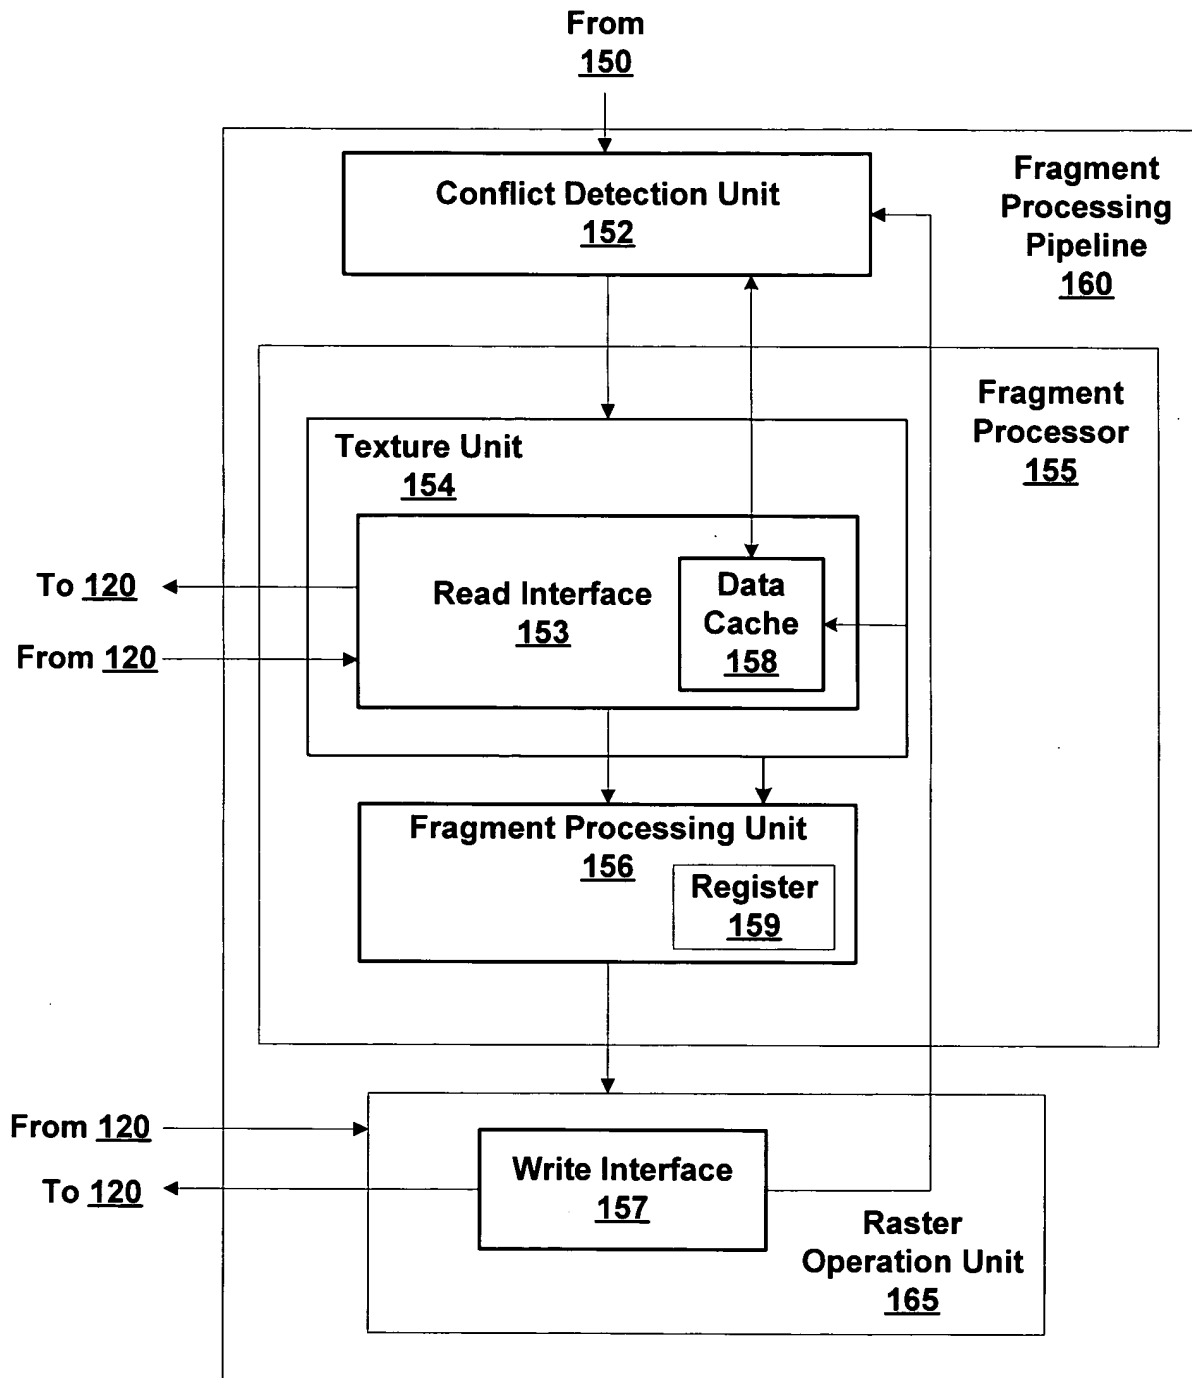 From
150
Conflict Detection Unit
152
Fragment
Processing
Pipeline
160
Fragment
Processor
155
Texture Unit
154
To 120
Read Interface
153
Data
Cache
158
From 120
Fragment Processing Unit
156
Register
159
From 120
To 120
Write Interface
157
Raster
Operation Unit
165